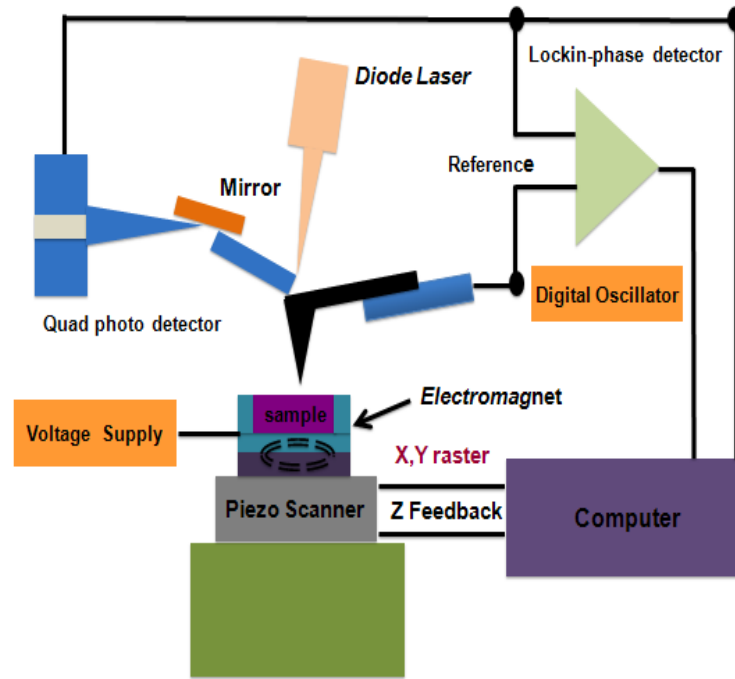 Lockin-phase detector
Diode Laser
Mirror
Reference
Digital Oscillator
Quad photo detector
Electromagnet
sample
Voltage Supply
X,Y raster
Piezo Scanner
Z Feedback
Computer